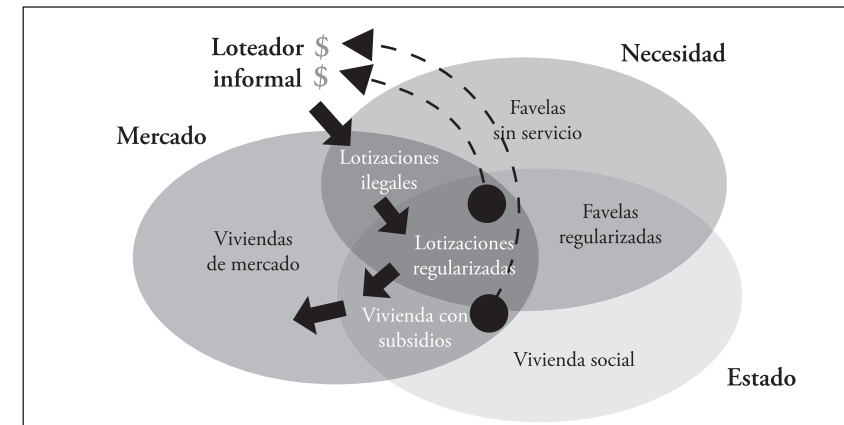 Loteador $
informal $
Necesidad
Mercado
Favelas
sin servicio
Lotizaciones
ilegales
Favelas
regularizadas
Viviendas
de mercado
Lotizaciones
regularizadas
Vivienda con
subsidios
Vivienda social
Estado